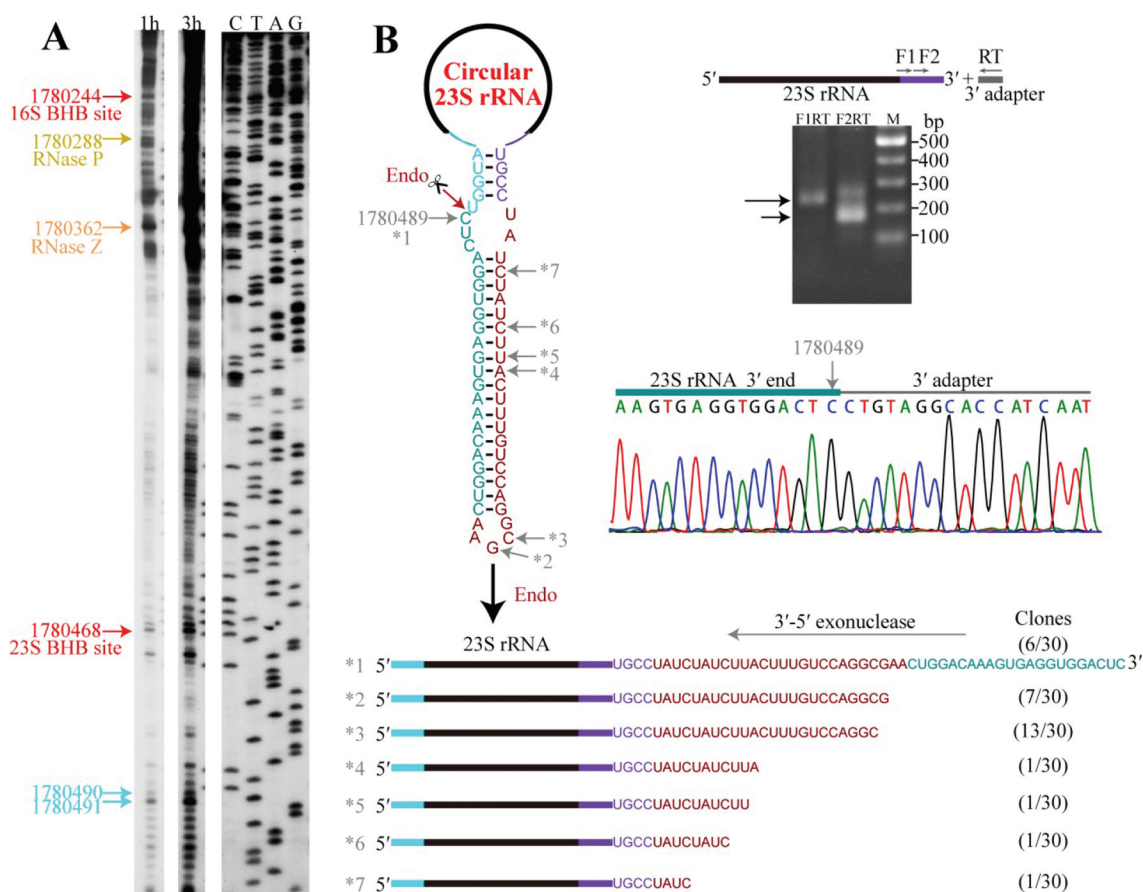 A
1h 3h C T A G
1780244
16S BHB site
1780288
RNase P
1780362
RNase Z
1780468
23S BHB site
1780490
1780491
B
Circular
23S rRNA
AUGGUCUCAGGUGGAGUGAAACAGGUCAA
UGCCUAUCUAUCUUACUUUGUCCAGGCG
Endo
1780489
*1
*7
*6
*5
*4
*3
*2
Endo
F1 F2 RT
5′ 3′ +
23S rRNA 3′ adapter
F1RT F2RT M bp
500
400
300
200
100
1780489
23S rRNA 3′ end 3′ adapter
AAGTGAGGTGGACTCCTGTAGGCACCATCAAT
23S rRNA 3′-5′ exonuclease Clones
*1 5′ UGCCUAUCUAUCUUACUUUGUCCAGGCGAACUGGACAAAGUGAGGUGGACUC 3′ (6/30)
*2 5′ UGCCUAUCUAUCUUACUUUGUCCAGGCG (7/30)
*3 5′ UGCCUAUCUAUCUUACUUUGUCCAGGC (13/30)
*4 5′ UGCCUAUCUAUCUUA (1/30)
*5 5′ UGCCUAUCUAUCUU (1/30)
*6 5′ UGCCUAUCUAUC (1/30)
*7 5′ UGCCUAUC (1/30)